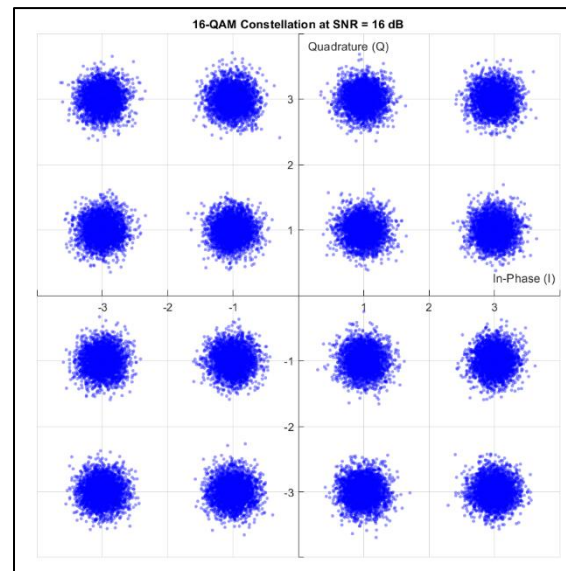 16-QAM Constellation at SNR = 16 dB
Quadrature (Q)
3
2
1
In-Phase (I)
-3 -2 -1 1 2 3
-1
-2
-3